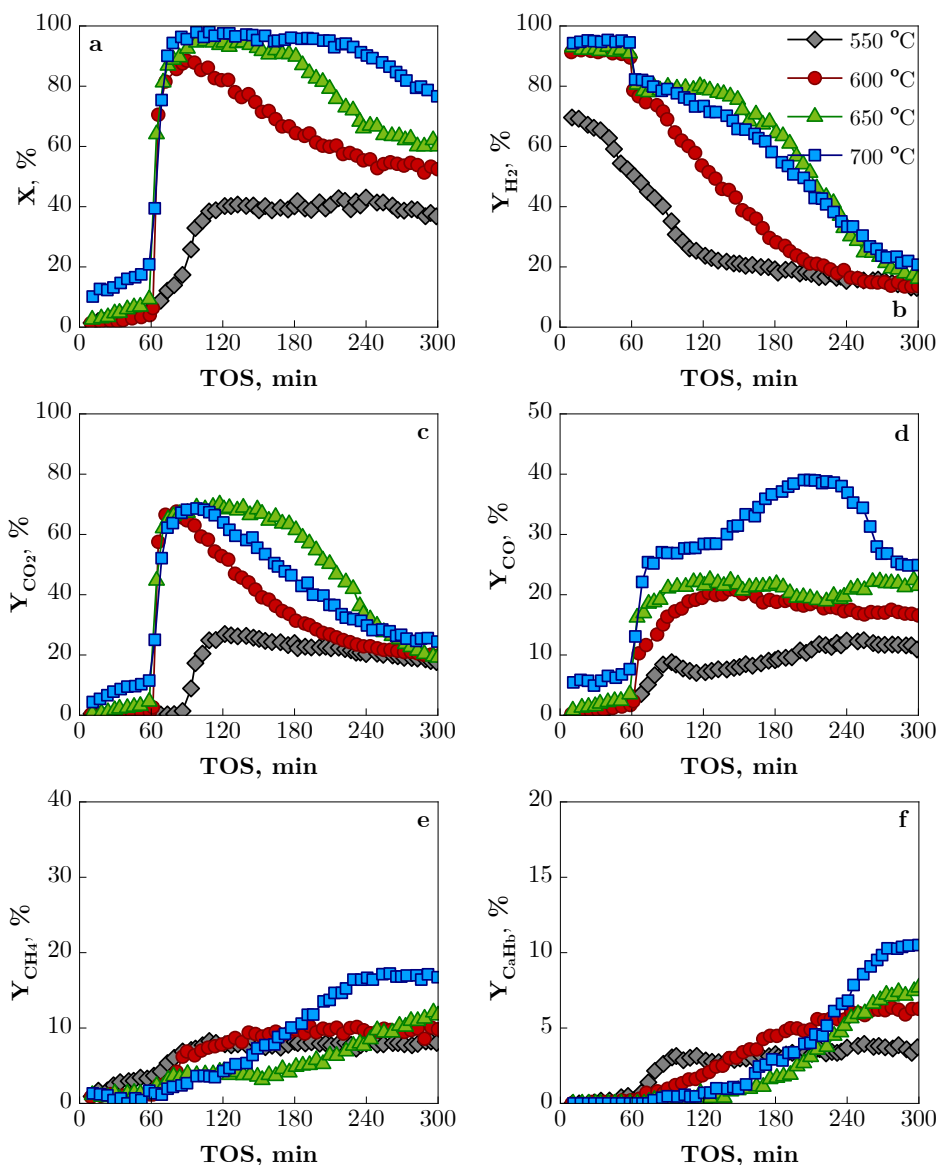 a
100
80
60
40
20
0
X, %
0 60 120 180 240 300
TOS, min
b
100
80
60
40
20
0
Y_H2, %
0 60 120 180 240 300
TOS, min
550 °C
600 °C
650 °C
700 °C
c
100
80
60
40
20
0
Y_CO2, %
0 60 120 180 240 300
TOS, min
d
50
40
30
20
10
0
Y_CO, %
0 60 120 180 240 300
TOS, min
e
40
30
20
10
0
Y_CH4, %
0 60 120 180 240 300
TOS, min
f
20
15
10
5
0
Y_CaHb, %
0 60 120 180 240 300
TOS, min